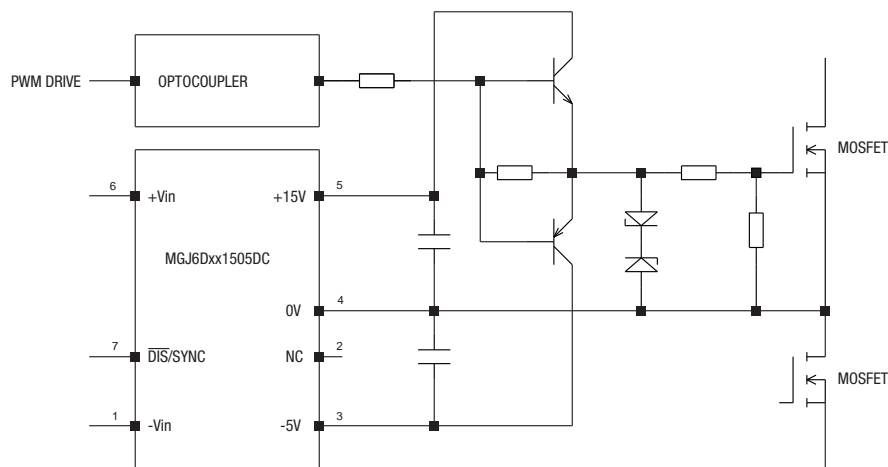 PWM DRIVE
OPTOCOUPLER
MOSFET
6
+Vin
+15V
5
MGJ6Dxx1505DC
0V
4
7
DIS/SYNC
NC
2
MOSFET
1
-Vin
-5V
3